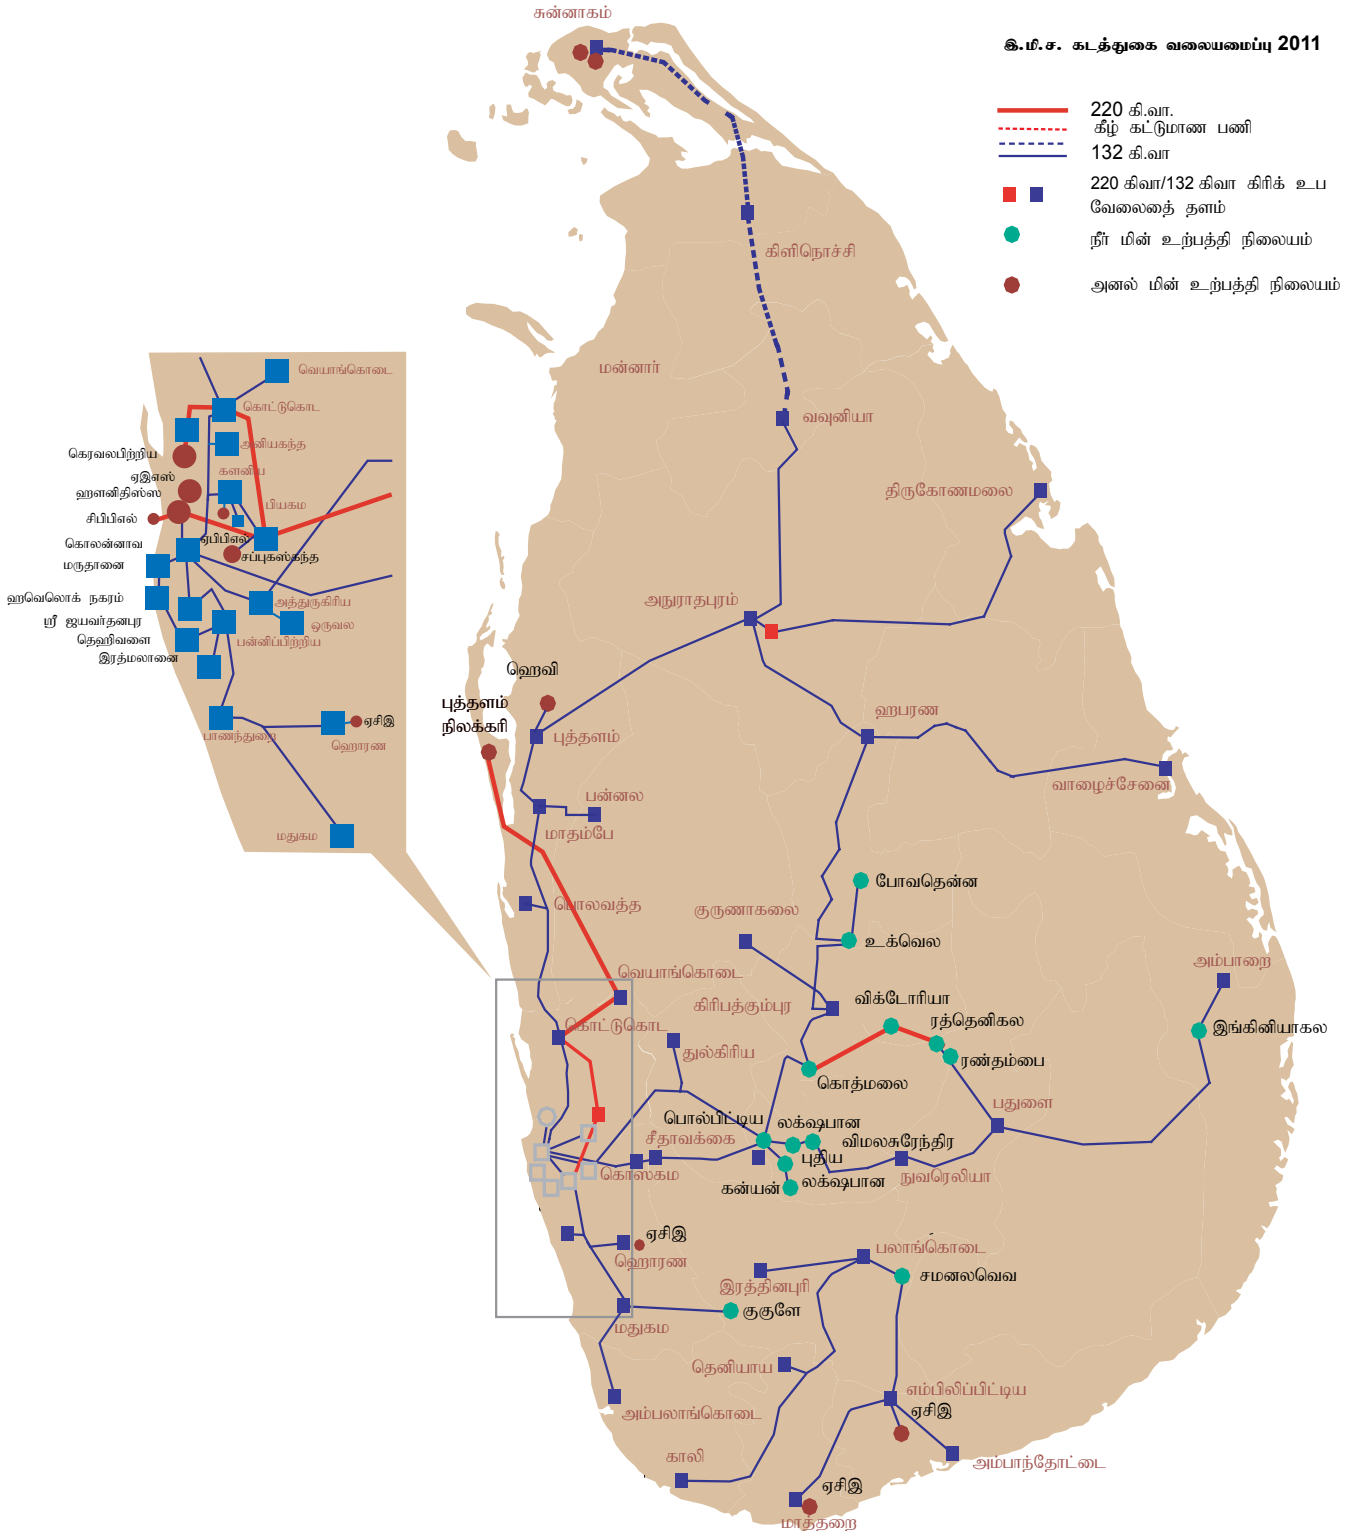 சுன்னாகம்
இ.மி.ச. கடத்துகை வலையமைப்பு 2011
220 கி.வா.
கீழ் கட்டுமாண பணி
132 கி.வா
220 கிவா/132 கிவா கிரிக் உப
வேலைதை் தளம்
நீர் மின் உற்பத்தி நிலையம்
அனல் மின் உற்பத்தி நிலையம்
கிளிநொச்சி
மன்னார்
வவுனியா
திருகோணமலை
அநுராதபுரம்
ஹெவி
புத்தளம்
நிலக்கரி
புத்தளம்
ஹபரண
வாழைச்சேனை
பன்னல
மாதம்பே
பொலவத்த
போவதென்ன
குருணாகலை
உக்வெல
அம்பாறை
வெயாங்கொடை
கிரிபத்கும்புர
விக்டோரியா
ரத்தெனிகல
இங்கினியாகல
கொட்டுகொட
துல்கிரிய
ரண்தம்பை
கொத்மலை
பதுளை
பொல்பிட்டிய
லக்ஷபான
சீதாவக்கை
விமலசுரேந்திர
புதிய
லக்ஷபான
கொஸ்கம
கன்யன்
நுவரெலியா
ஏசிஇ
ஹொரண
பலாங்கொடை
இரத்தினபுரி
சமனலவெவ
குகுளே
மதுகம
தெனியாய
எம்பிலிப்பிட்டிய
ஏசிஇ
அம்பலாங்கொடை
காலி
அம்பாந்தோட்டை
ஏசிஇ
மாத்தறை
வெயாங்கொடை
கொட்டுகொட
அனியகந்த
கெரவலபிற்றிய
களனிய
ஏஇஎஸ்
ஹளனிதிஸ்ஸ
பியகம
சிபிபிஎல்
ஏபிபிஎல்
கொலன்னாவ
சப்புகஸ்கந்த
மருதானை
ஹவெலொக் நகரம்
அத்துருகிரிய
ஸ்ரீ ஜயவர்தனபுர
ஒருவல
தெஹிவளை
பன்னிப்பிற்றிய
இரத்மலானை
பாணந்துறை
ஏசிஇ
ஹொரண
மதுகம